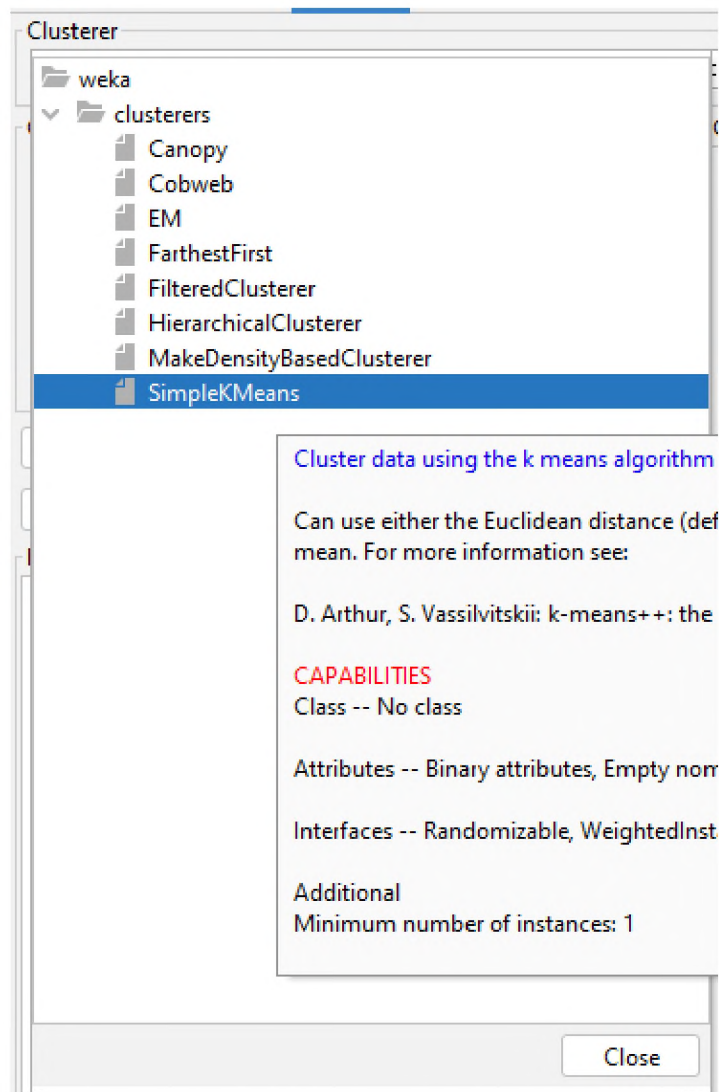 Clusterer
weka
clusterers
Canopy
Cobweb
EM
FarthestFirst
FilteredClusterer
HierarchicalClusterer
MakeDensityBasedClusterer
SimpleKMeans
Cluster data using the k means algorithm
Can use either the Euclidean distance (def
mean. For more information see:
D. Arthur, S. Vassilvitskii: k-means++: the
CAPABILITIES
Class -- No class
Attributes -- Binary attributes, Empty nom
Interfaces -- Randomizable, WeightedInst
Additional
Minimum number of instances: 1
Close